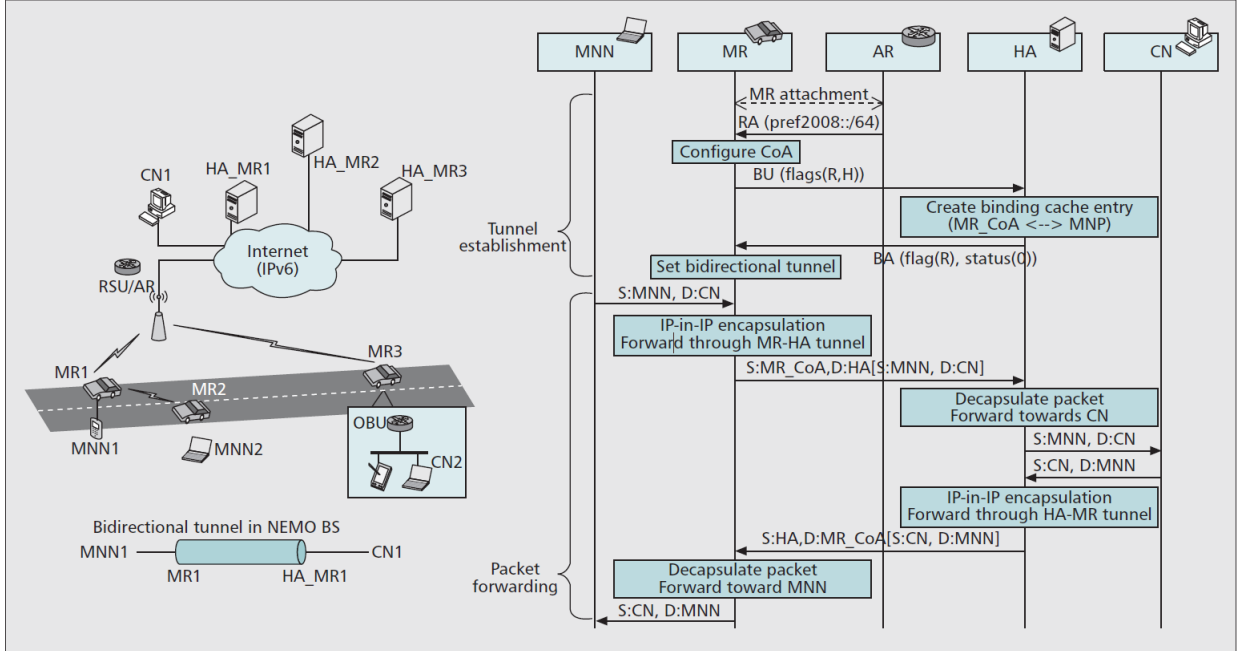 HA_MR2
CN1
HA_MR1
HA_MR3
Internet
(IPv6)
RSU/AR
MR1
MR2
MR3
MNN1
MNN2
OBU
CN2
Bidirectional tunnel in NEMO BS
MNN1
CN1
MR1
HA_MR1
MNN
MR
AR
HA
CN
Tunnel
establishment
MR attachment
RA (pref2008::/64)
Configure CoA
BU (flags(R,H))
Create binding cache entry
(MR_CoA <--> MNP)
BA (flag(R), status(0))
Set bidirectional tunnel
Packet
forwarding
S:MNN, D:CN
IP-in-IP encapsulation
Forward through MR-HA tunnel
S:MR_CoA,D:HA[S:MNN, D:CN]
Decapsulate packet
Forward towards CN
S:MNN, D:CN
S:CN, D:MNN
IP-in-IP encapsulation
Forward through HA-MR tunnel
S:HA,D:MR_CoA[S:CN, D:MNN]
Decapsulate packet
Forward toward MNN
S:CN, D:MNN